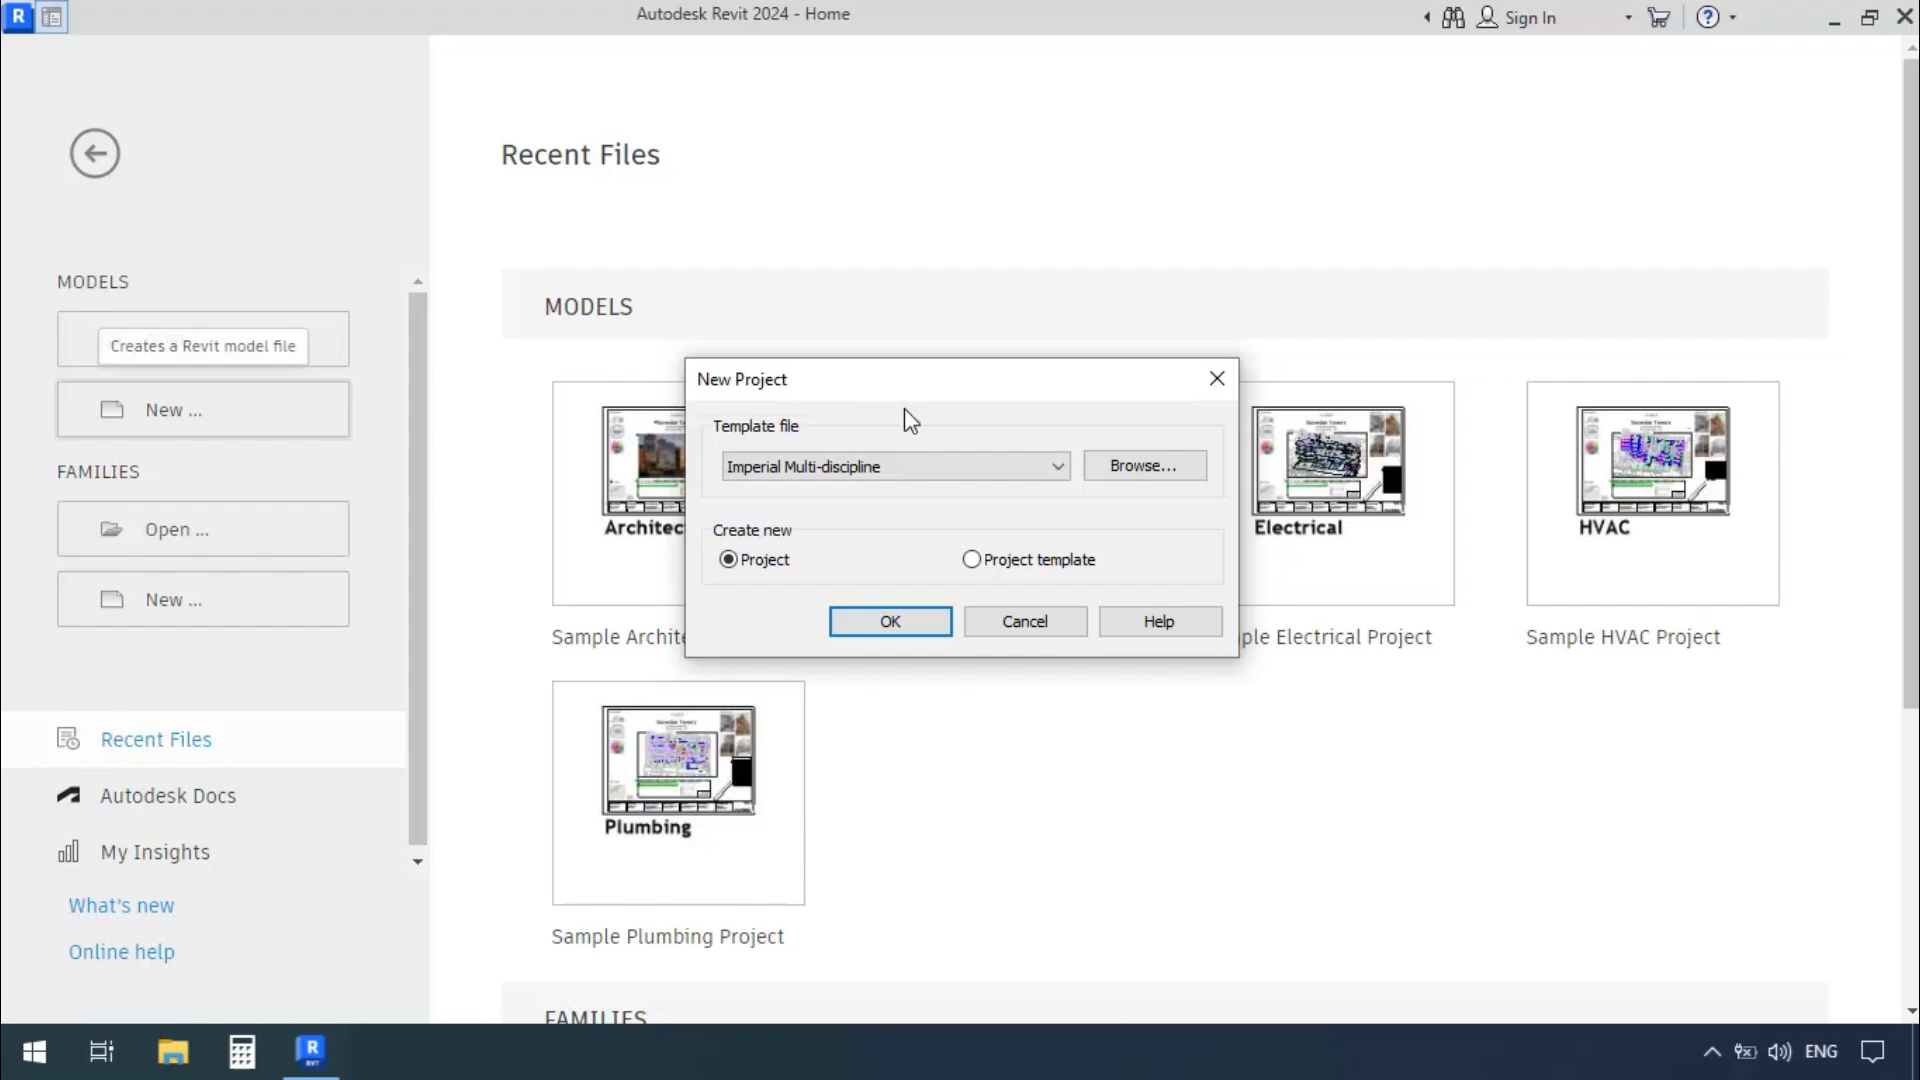 R
Autodesk Revit 2024 - Home
Sign In
?
Recent Files
MODELS
Creates a Revit model file
New ...
FAMILIES
Open ...
New ...
Recent Files
Autodesk Docs
My Insights
What's new
Online help
MODELS
New Project
Template file
Imperial Multi-discipline
Browse...
Create new
Project
Project template
OK
Cancel
Help
Architec
Electrical
HVAC
Sample Archite
ple Electrical Project
Sample HVAC Project
Plumbing
Sample Plumbing Project
FAMILIES
R
ENG